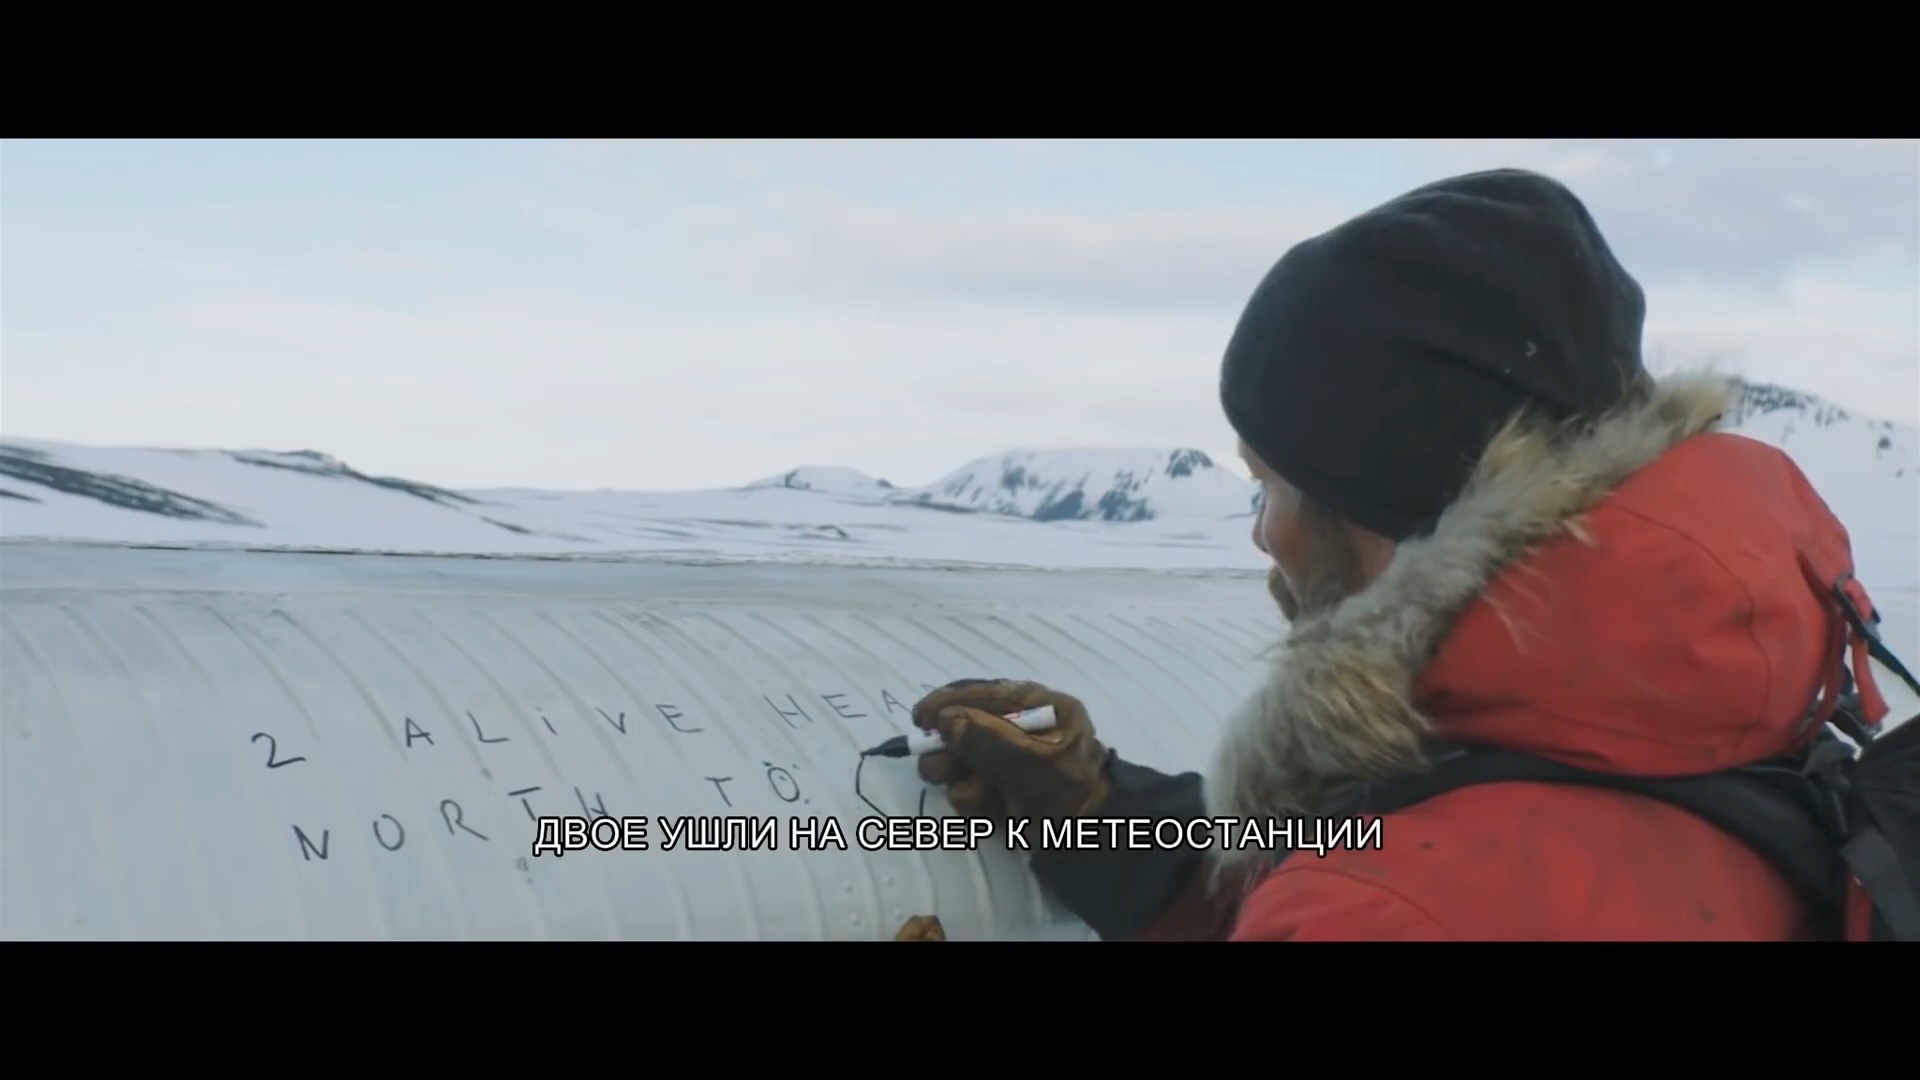 2 ALiVE HEA
NORTH TO
ДВОЕ УШЛИ НА СЕВЕР К МЕТЕОСТАНЦИИ